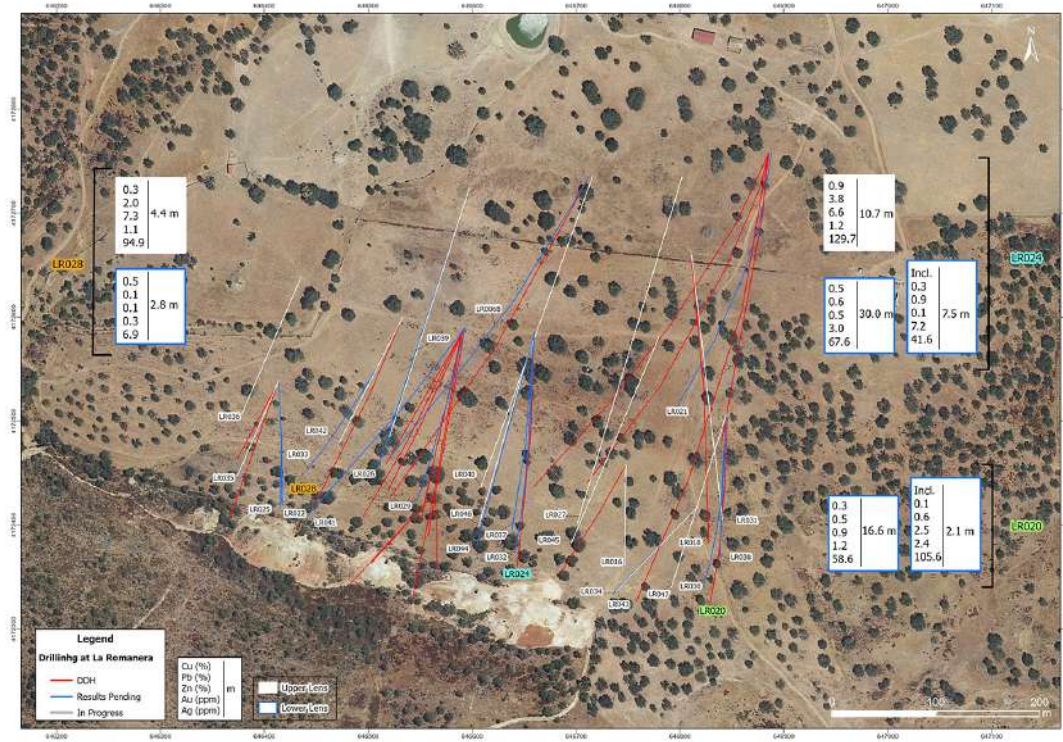 N
0.3
2.0
7.3
1.1
94.9
4.4 m
LR028
0.5
0.1
0.1
0.3
6.9
2.8 m
0.9
3.8
6.6
1.2
129.7
10.7 m
LR024
0.5
0.6
0.5
3.0
67.6
30.0 m
Incl.
0.3
0.9
0.1
7.2
41.6
7.5 m
LR006B
LR039
LR036
LR021
LR042
LR033
LR026
LR035
LR028
LR040
LR025
LR022
LR041
LR029
LR046
LR027
LR031
LR037
LR045
LR018
LR044
LR032
LR016
LR038
LR024
LR030
LR034
LR043
LR047
LR020
0.3
0.5
0.9
1.2
58.6
16.6 m
Incl.
0.1
0.6
2.5
2.4
105.6
2.1 m
LR020
Legend
Drillinhg at La Romanera
DDH
Results Pending
In Progress
Cu (%)
Pb (%)
Zn (%)
Au (ppm)
Ag (ppm)
m
Upper Lens
Lower Lens
0 100 200
m